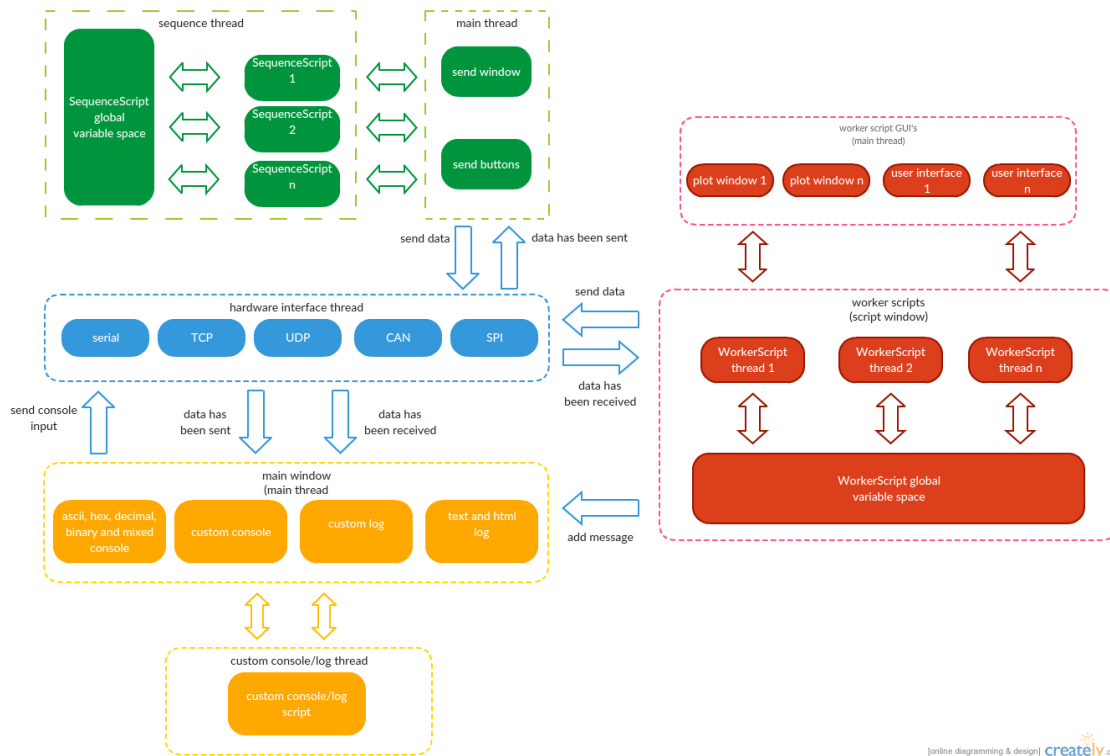 sequence thread
main thread
SequenceScript
global
variable space
SequenceScript
1
SequenceScript
2
SequenceScript
n
send window
send buttons
worker script GUI's
(main thread)
plot window 1
plot window n
user interface
1
user interface
n
send data
data has been sent
hardware interface thread
serial
TCP
UDP
CAN
SPI
send data
data has
been received
worker scripts
(script window)
WorkerScript
thread 1
WorkerScript
thread 2
WorkerScript
thread n
WorkerScript global
variable space
send console
input
data has
been sent
data has
been received
main window
(main thread
ascii, hex, decimal,
binary and mixed
console
custom console
custom log
text and html
log
add message
custom console/log thread
custom console/log
script
[online diagramming & design]
creately.c